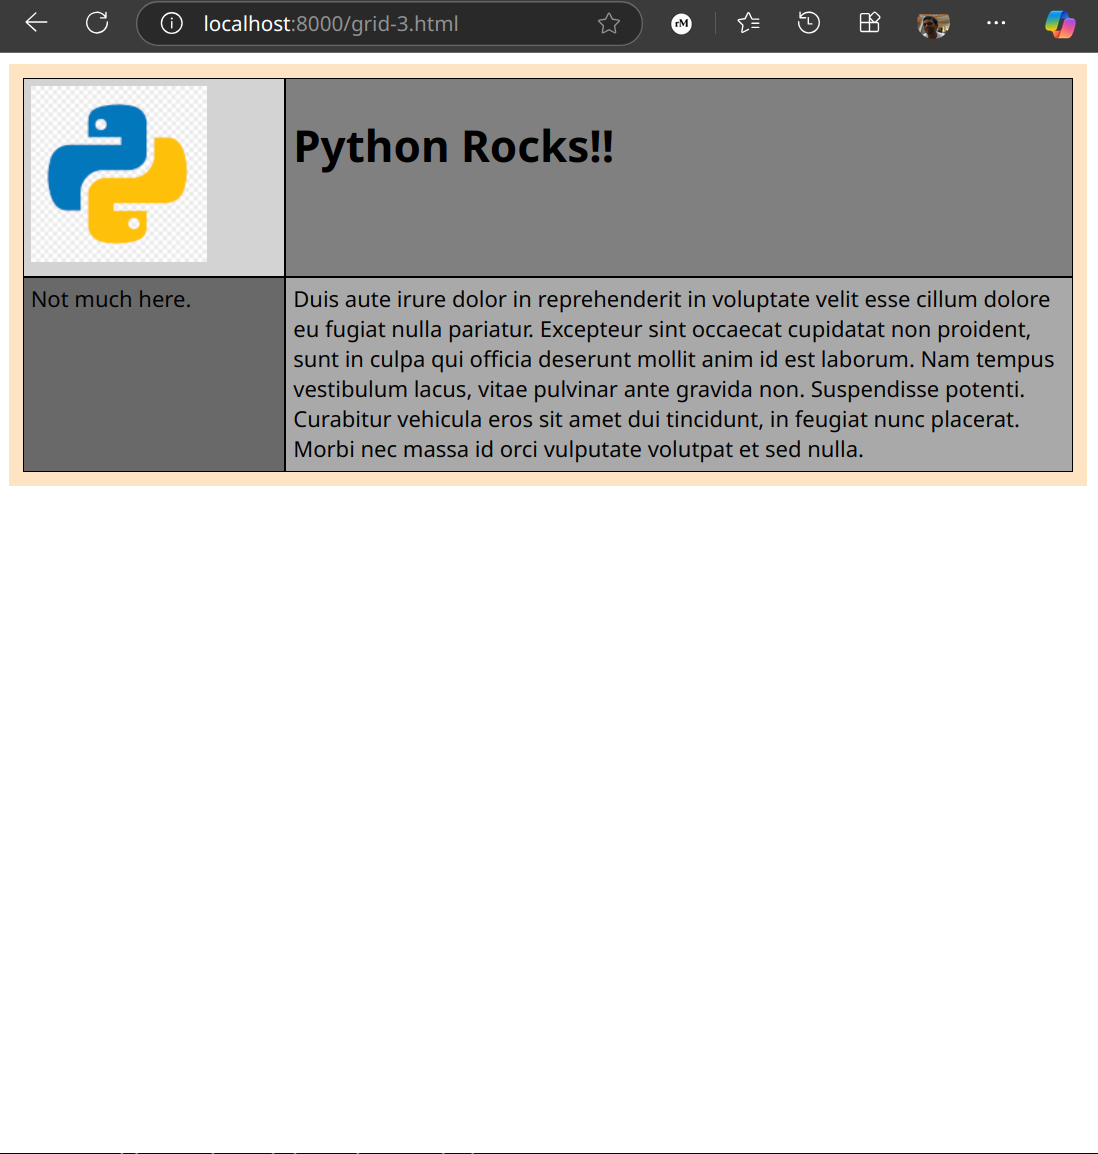 localhost:8000/grid-3.html
rM
Python Rocks!!
Not much here.
Duis aute irure dolor in reprehenderit in voluptate velit esse cillum dolore
eu fugiat nulla pariatur. Excepteur sint occaecat cupidatat non proident,
sunt in culpa qui officia deserunt mollit anim id est laborum. Nam tempus
vestibulum lacus, vitae pulvinar ante gravida non. Suspendisse potenti.
Curabitur vehicula eros sit amet dui tincidunt, in feugiat nunc placerat.
Morbi nec massa id orci vulputate volutpat et sed nulla.